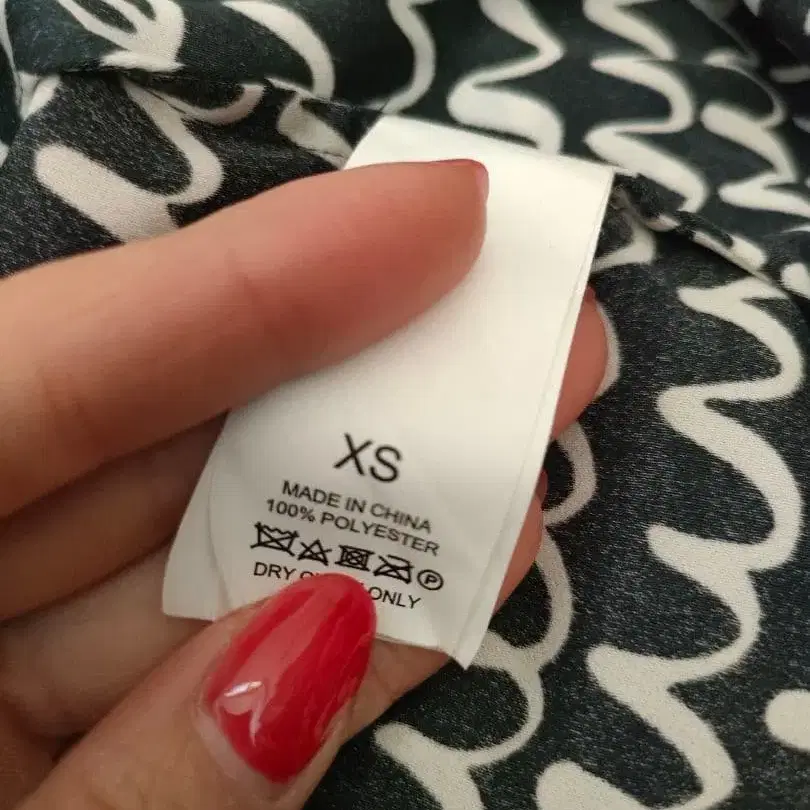 XS
MADE IN CHINA
100% POLYESTER
P
DRY ONLY